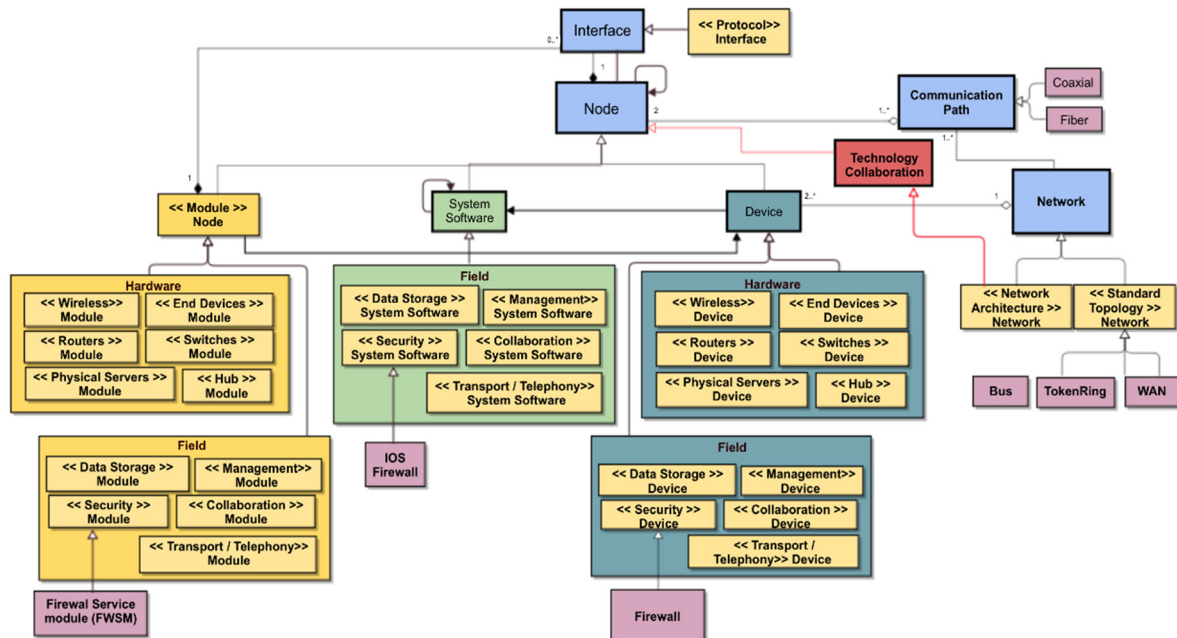 Interface
<< Protocol>>
Interface
0..*
1
Node
2
1..*
Communication
Path
Coaxial
Fiber
1..*
Technology
Collaboration
1
<< Module >>
Node
System
Software
Device
2..*
1
Network
Hardware
<< Wireless>>
Module
<< End Devices >>
Module
<< Routers >>
Module
<< Switches >>
Module
<< Physical Servers >>
Module
<< Hub >>
Module
Field
<< Data Storage >>
System Software
<< Management>>
System Software
<< Security >>
System Software
<< Collaboration >>
System Software
<< Transport / Telephony>>
System Software
Hardware
<< Wireless>>
Device
<< End Devices >>
Device
<< Routers >>
Device
<< Switches >>
Device
<< Physical Servers >>
Device
<< Hub >>
Device
<< Network
Architecture >>
Network
<< Standard
Topology >>
Network
Bus
TokenRing
WAN
Field
<< Data Storage >>
Module
<< Management>>
Module
<< Security >>
Module
<< Collaboration >>
Module
<< Transport / Telephony>>
Module
IOS
Firewall
Field
<< Data Storage >>
Device
<< Management>>
Device
<< Security >>
Device
<< Collaboration >>
Device
<< Transport /
Telephony>> Device
Firewal Service
module (FWSM)
Firewall